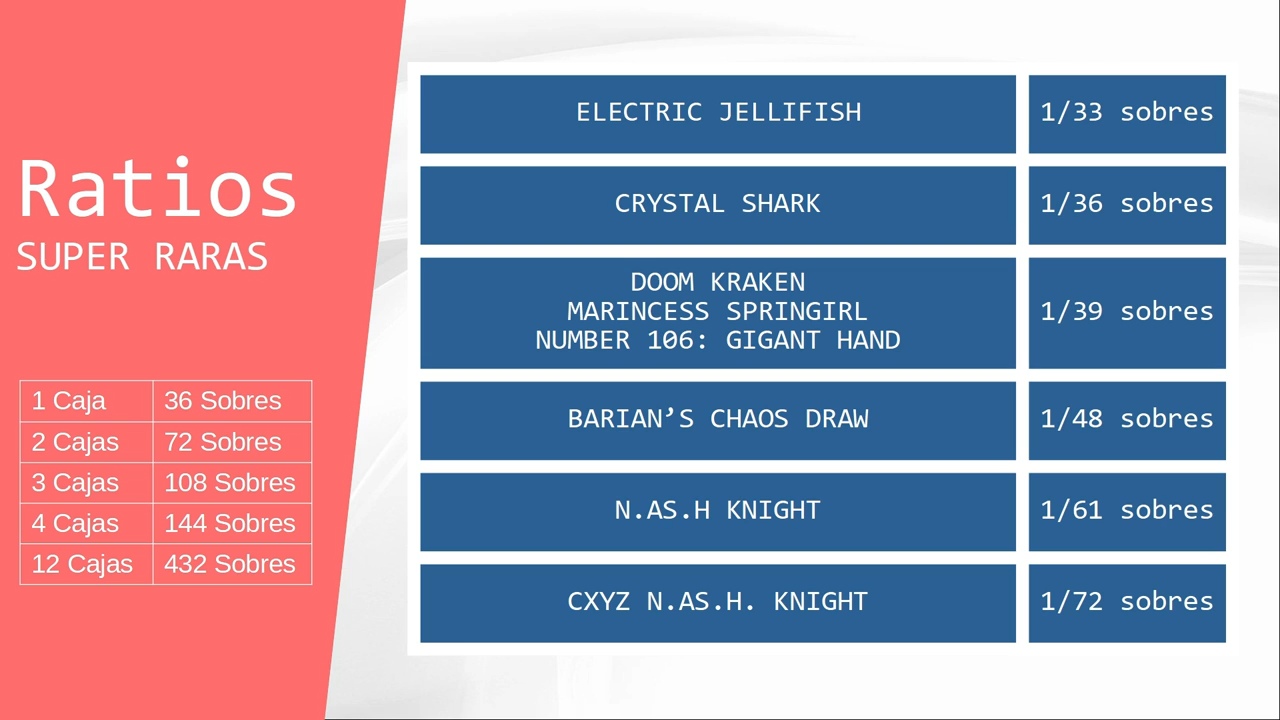 Ratios
SUPER RARAS
1 Caja 36 Sobres
2 Cajas 72 Sobres
3 Cajas 108 Sobres
4 Cajas 144 Sobres
12 Cajas 432 Sobres
ELECTRIC JELLIFISH 1/33 sobres
CRYSTAL SHARK 1/36 sobres
DOOM KRAKEN
MARINCESS SPRINGIRL 1/39 sobres
NUMBER 106: GIGANT HAND
BARIAN’S CHAOS DRAW 1/48 sobres
N.AS.H KNIGHT 1/61 sobres
CXYZ N.AS.H. KNIGHT 1/72 sobres